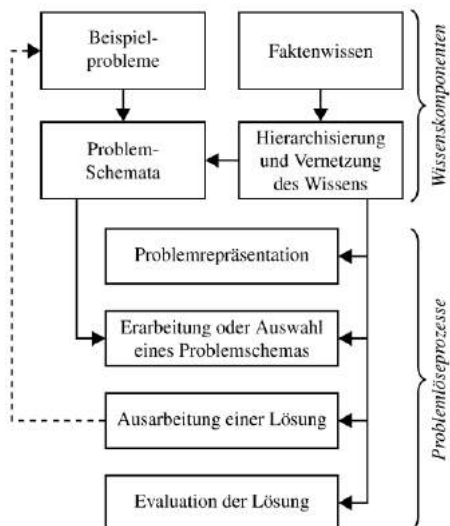 Beispiel-
probleme
Faktenwissen
Problem-
Schemata
Hierarchisierung
und Vernetzung
des Wissens
Wissenskomponenten
Problemrepräsentation
Erarbeitung oder Auswahl
eines Problemschemas
Ausarbeitung einer Lösung
Evaluation der Lösung
Problemlöseprozesse